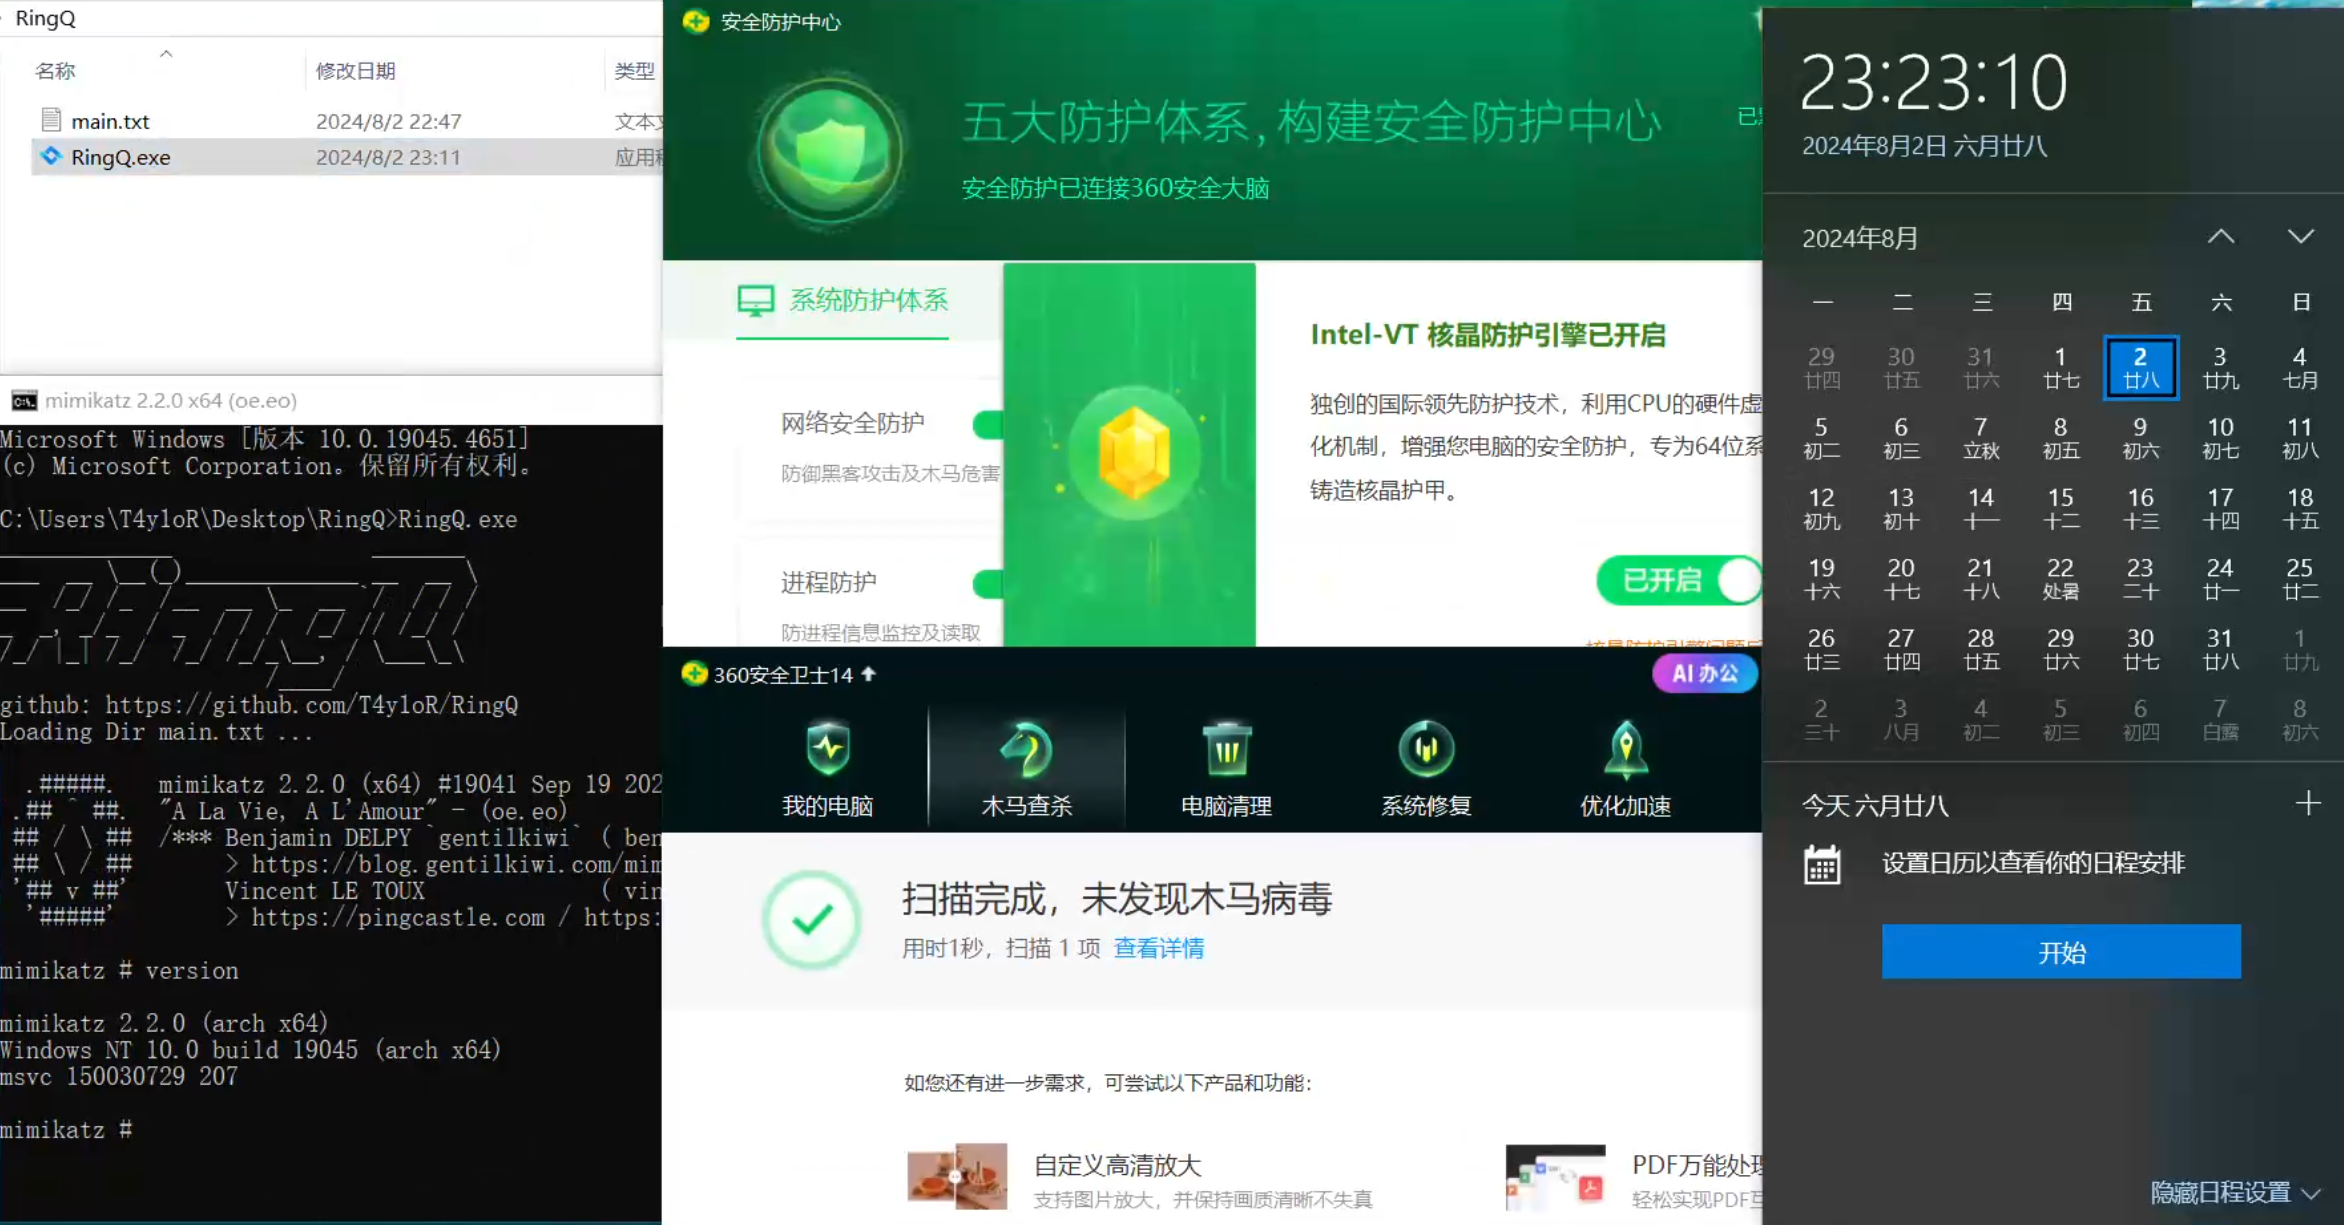 RingQ
名称 修改日期 类型
main.txt 2024/8/2 22:47 文本
RingQ.exe 2024/8/2 23:11 应用
mimikatz 2.2.0 x64 (oe.eo)
Microsoft Windows [版本 10.0.19045.4651]
(c) Microsoft Corporation。保留所有权利。
C:\Users\T4y1oR\Desktop\RingQ>RingQ.exe
RingQ
github: https://github.com/T4y1oR/RingQ
Loading Dir main.txt ...
.#####. mimikatz 2.2.0 (x64) #19041 Sep 19 202
.## ^ ##. "A La Vie, A L'Amour" - (oe.eo)
## / \ ## /*** Benjamin DELPY `gentilkiwi` ( ben
## \ / ## > https://blog.gentilkiwi.com/mim
'## v ##' Vincent LE TOUX ( vin
'#####' > https://pingcastle.com / https:
mimikatz # version
mimikatz 2.2.0 (arch x64)
Windows NT 10.0 build 19045 (arch x64)
msvc 150030729 207
mimikatz #
安全防护中心
五大防护体系,构建安全防护中心
已
安全防护已连接360安全大脑
系统防护体系
网络安全防护
防御黑客攻击及木马危害
进程防护
防进程信息监控及读取
Intel-VT 核晶防护引擎已开启
独创的国际领先防护技术，利用CPU的硬件虚
化机制，增强您电脑的安全防护，专为64位系
铸造核晶护甲。
已开启
360安全卫士14
AI 办公
我的电脑 木马查杀 电脑清理 系统修复 优化加速
扫描完成，未发现木马病毒
用时1秒，扫描 1 项 查看详情
如您还有进一步需求，可尝试以下产品和功能：
自定义高清放大
支持图片放大，并保持画质清晰不失真
PDF万能处理
轻松实现PDF互
23:23:10
2024年8月2日 六月廿八
2024年8月
一 二 三 四 五 六 日
29 30 31 1 2 3 4
廿四 廿五 廿六 廿七 廿八 廿九 七月
5 6 7 8 9 10 11
初二 初三 立秋 初五 初六 初七 初八
12 13 14 15 16 17 18
初九 初十 十一 十二 十三 十四 十五
19 20 21 22 23 24 25
十六 十七 十八 处暑 二十 廿一 廿二
26 27 28 29 30 31 1
廿三 廿四 廿五 廿六 廿七 廿八 廿九
2 3 4 5 6 7 8
三十 八月 初二 初三 初四 白露 初六
今天 六月廿八
设置日历以查看你的日程安排
开始
隐藏日程设置